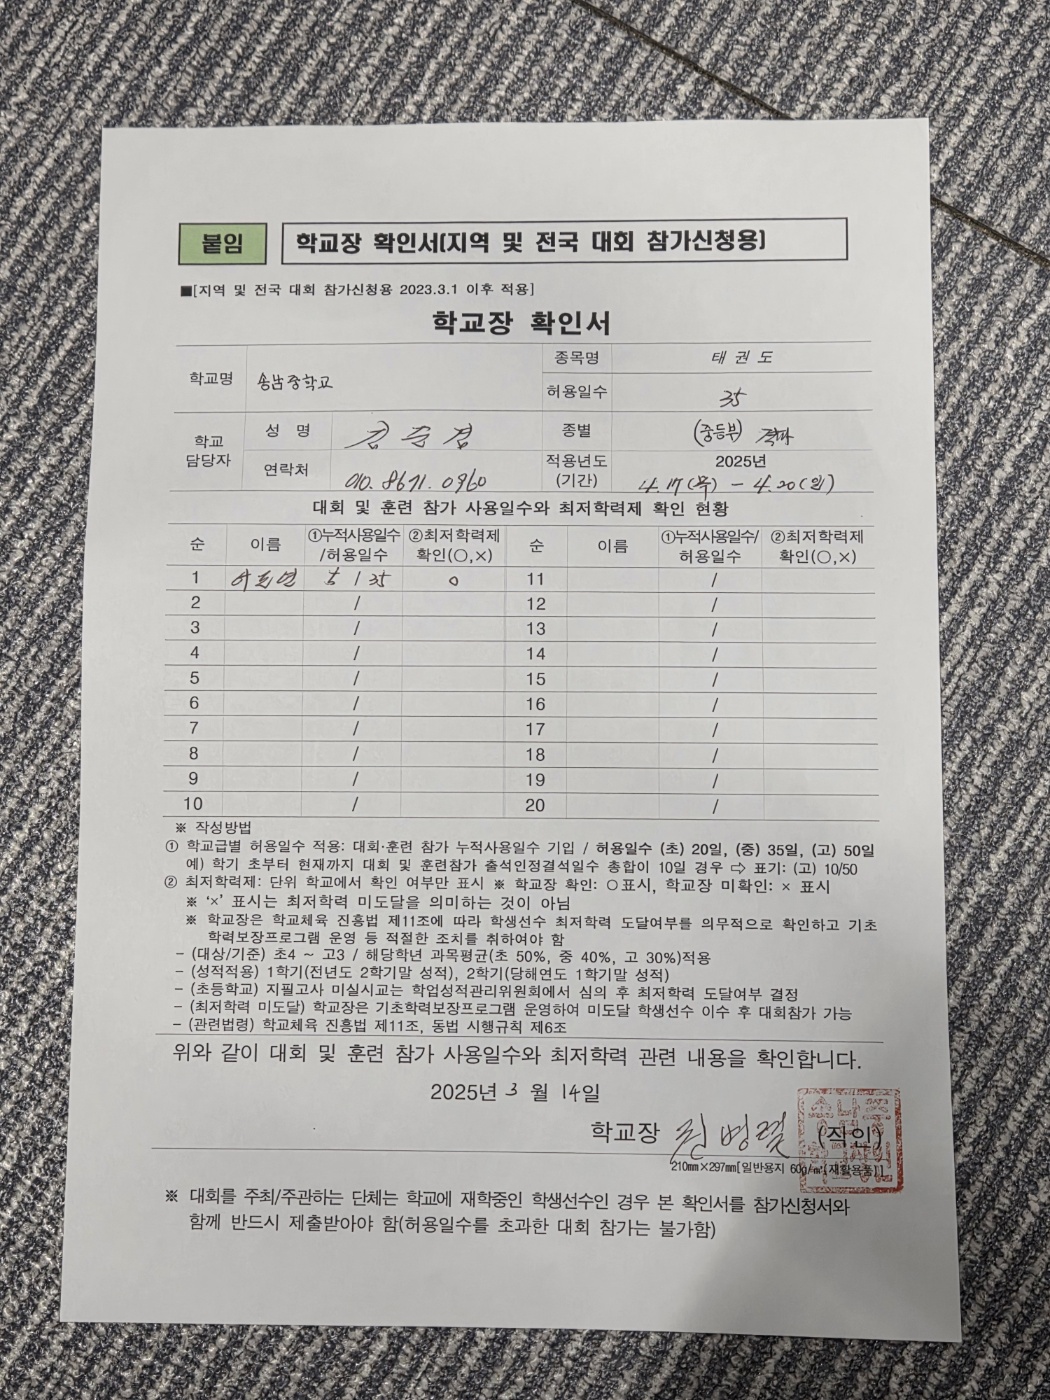 붙임
학교장 확인서(지역 및 전국 대회 참가신청용)
■[지역 및 전국 대회 참가신청용 2023.3.1 이후 적용]
학교장 확인서
학교명 송남중학교 종목명 태권도
허용일수 35
학교 담당자 성 명 종별 (중등부)
연락처 010. 8671. 0960 적용년도 (기간) 2025년 4.17(목) - 4.20(일)
대회 및 훈련 참가 사용일수와 최저학력제 확인 현황
순 이름 ①누적사용일수/허용일수 ②최저학력제 확인(○,×) 순 이름 ①누적사용일수/허용일수 ②최저학력제 확인(○,×)
1 / 35 ○ 11 /
2 / 12 /
3 / 13 /
4 / 14 /
5 / 15 /
6 / 16 /
7 / 17 /
8 / 18 /
9 / 19 /
10 / 20 /
※ 작성방법
① 학교급별 허용일수 적용: 대회·훈련 참가 누적사용일수 기입 / 허용일수 (초) 20일, (중) 35일, (고) 50일
예) 학기 초부터 현재까지 대회 및 훈련참가 출석인정결석일수 총합이 10일 경우 ⇨ 표기: (고) 10/50
② 최저학력제: 단위 학교에서 확인 여부만 표시 ※ 학교장 확인: ○표시, 학교장 미확인: × 표시
※ '×' 표시는 최저학력 미도달을 의미하는 것이 아님
※ 학교장은 학교체육 진흥법 제11조에 따라 학생선수 최저학력 도달여부를 의무적으로 확인하고 기초
학력보장프로그램 운영 등 적절한 조치를 취하여야 함
- (대상/기준) 초4 ~ 고3 / 해당학년 과목평균(초 50%, 중 40%, 고 30%)적용
- (성적적용) 1학기(전년도 2학기말 성적), 2학기(당해연도 1학기말 성적)
- (초등학교) 지필고사 미실시교는 학업성적관리위원회에서 심의 후 최저학력 도달여부 결정
- (최저학력 미도달) 학교장은 기초학력보장프로그램 운영하여 미도달 학생선수 이수 후 대회참가 가능
- (관련법령) 학교체육 진흥법 제11조, 동법 시행규칙 제6조
위와 같이 대회 및 훈련 참가 사용일수와 최저학력 관련 내용을 확인합니다.
2025년 3 월 14일
학교장 (직인)
210㎜×297㎜[일반용지 60g/㎡(재활용품)]
※ 대회를 주최/주관하는 단체는 학교에 재학중인 학생선수인 경우 본 확인서를 참가신청서와
함께 반드시 제출받아야 함(허용일수를 초과한 대회 참가는 불가함)